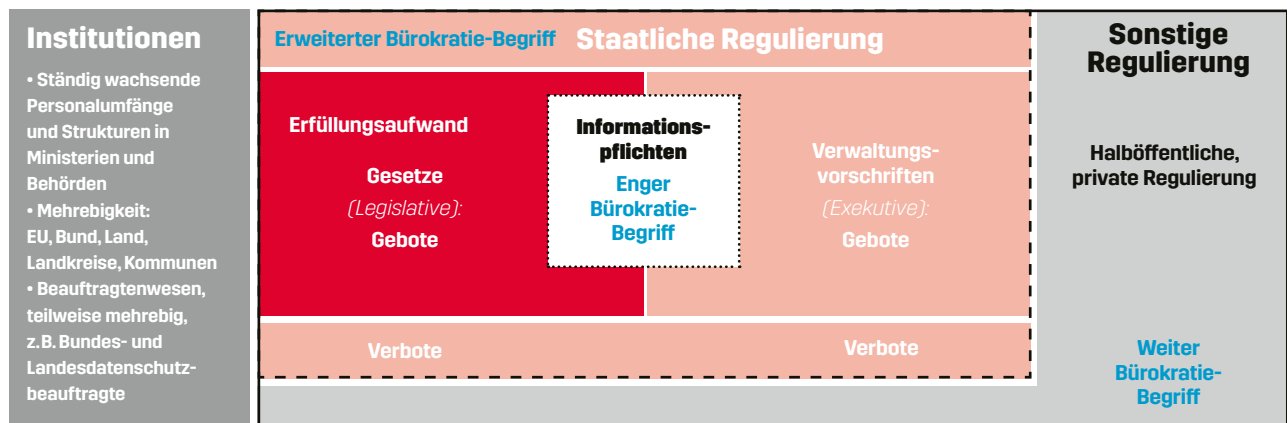 Institutionen
• Ständig wachsende
Personalumfänge
und Strukturen in
Ministerien und
Behörden
• Mehrebigkeit:
EU, Bund, Land,
Landkreise, Kommunen
• Beauftragtenwesen,
teilweise mehrebig,
z.B. Bundes- und
Landesdatenschutz-
beauftragte
Erweiterter Bürokratie-Begriff Staatliche Regulierung
Erfüllungsaufwand
Gesetze
(Legislative):
Gebote
Informations-
pflichten
Enger
Bürokratie-
Begriff
Verwaltungs-
vorschriften
(Exekutive):
Gebote
Verbote
Verbote
Sonstige
Regulierung
Halböffentliche,
private Regulierung
Weiter
Bürokratie-
Begriff